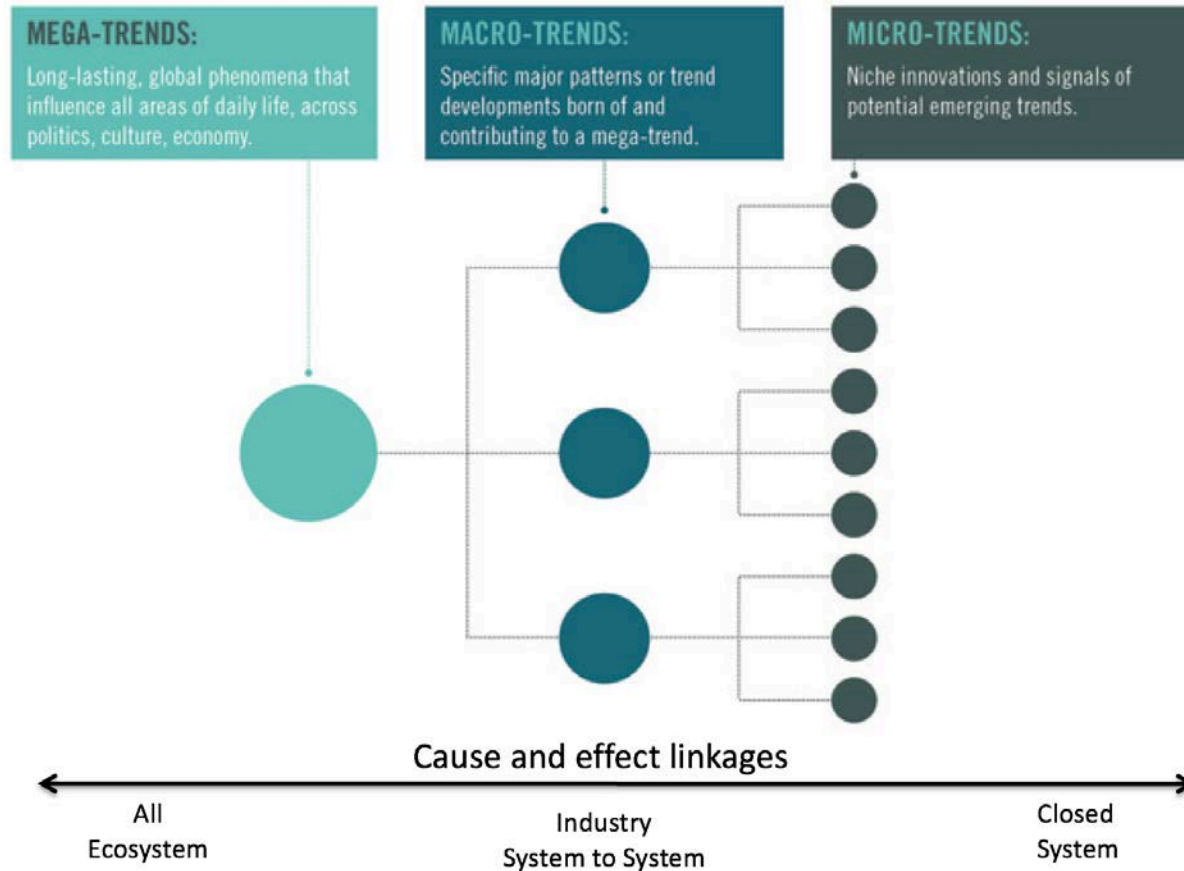 MEGA-TRENDS:
Long-lasting, global phenomena that
influence all areas of daily life, across
politics, culture, economy.
MACRO-TRENDS:
Specific major patterns or trend
developments born of and
contributing to a mega-trend.
MICRO-TRENDS:
Niche innovations and signals of
potential emerging trends.
Cause and effect linkages
All
Ecosystem
Industry
System to System
Closed
System